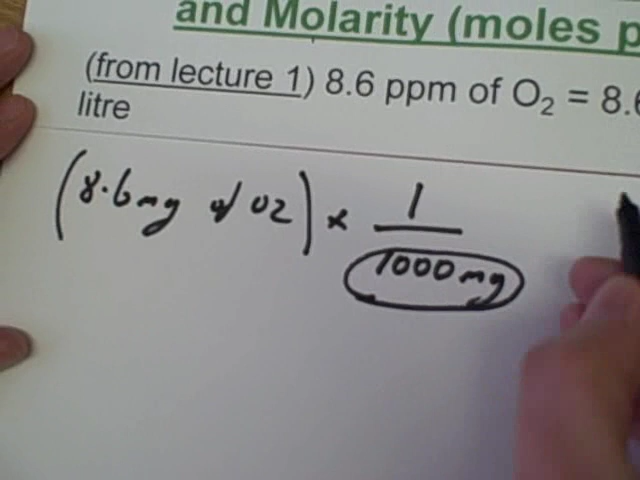 and Molarity (moles p
(from lecture 1) 8.6 ppm of O₂ = 8.6
litre
(8.6mg of O2) × 1
1000mg